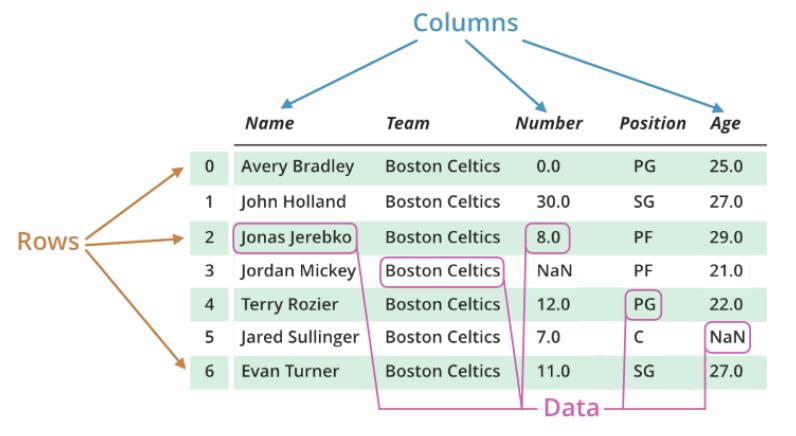 Columns
Name Team Number Position Age
0 Avery Bradley Boston Celtics 0.0 PG 25.0
1 John Holland Boston Celtics 30.0 SG 27.0
Rows
2 Jonas Jerebko Boston Celtics 8.0 PF 29.0
3 Jordan Mickey Boston Celtics NaN PF 21.0
4 Terry Rozier Boston Celtics 12.0 PG 22.0
5 Jared Sullinger Boston Celtics 7.0 C NaN
6 Evan Turner Boston Celtics 11.0 SG 27.0
Data